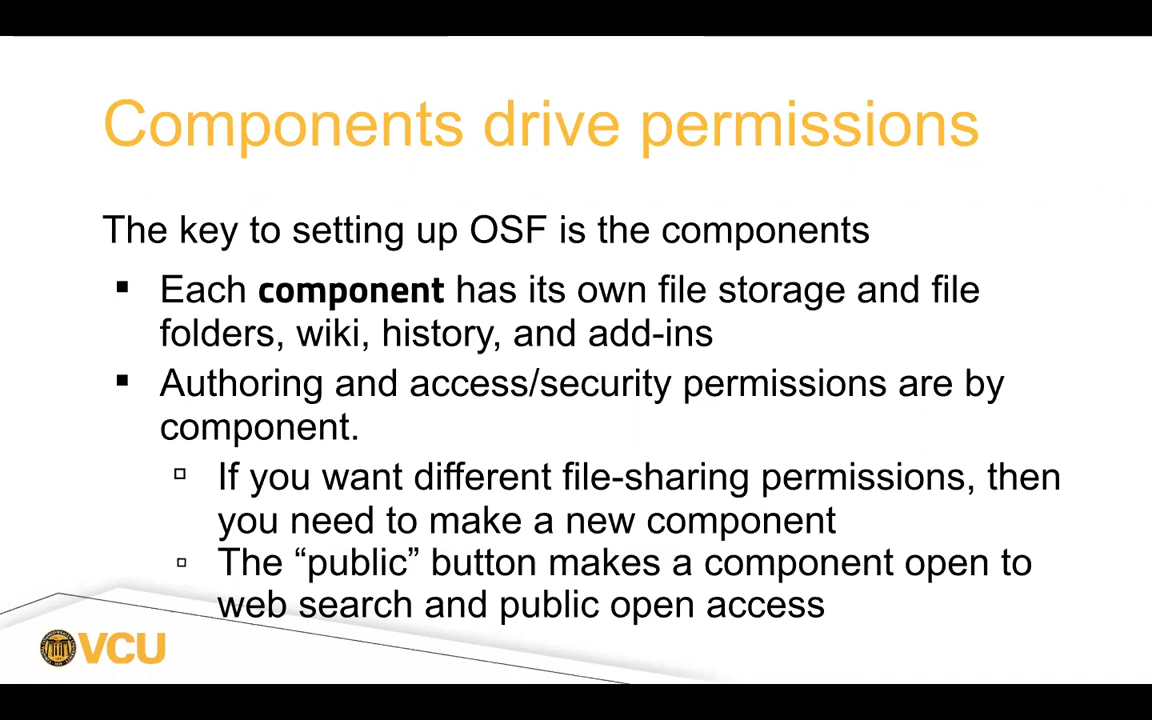 Components drive permissions
The key to setting up OSF is the components
▪ Each component has its own file storage and file
folders, wiki, history, and add-ins
▪ Authoring and access/security permissions are by
component.
▫ If you want different file-sharing permissions, then
you need to make a new component
▫ The “public” button makes a component open to
web search and public open access
VCU